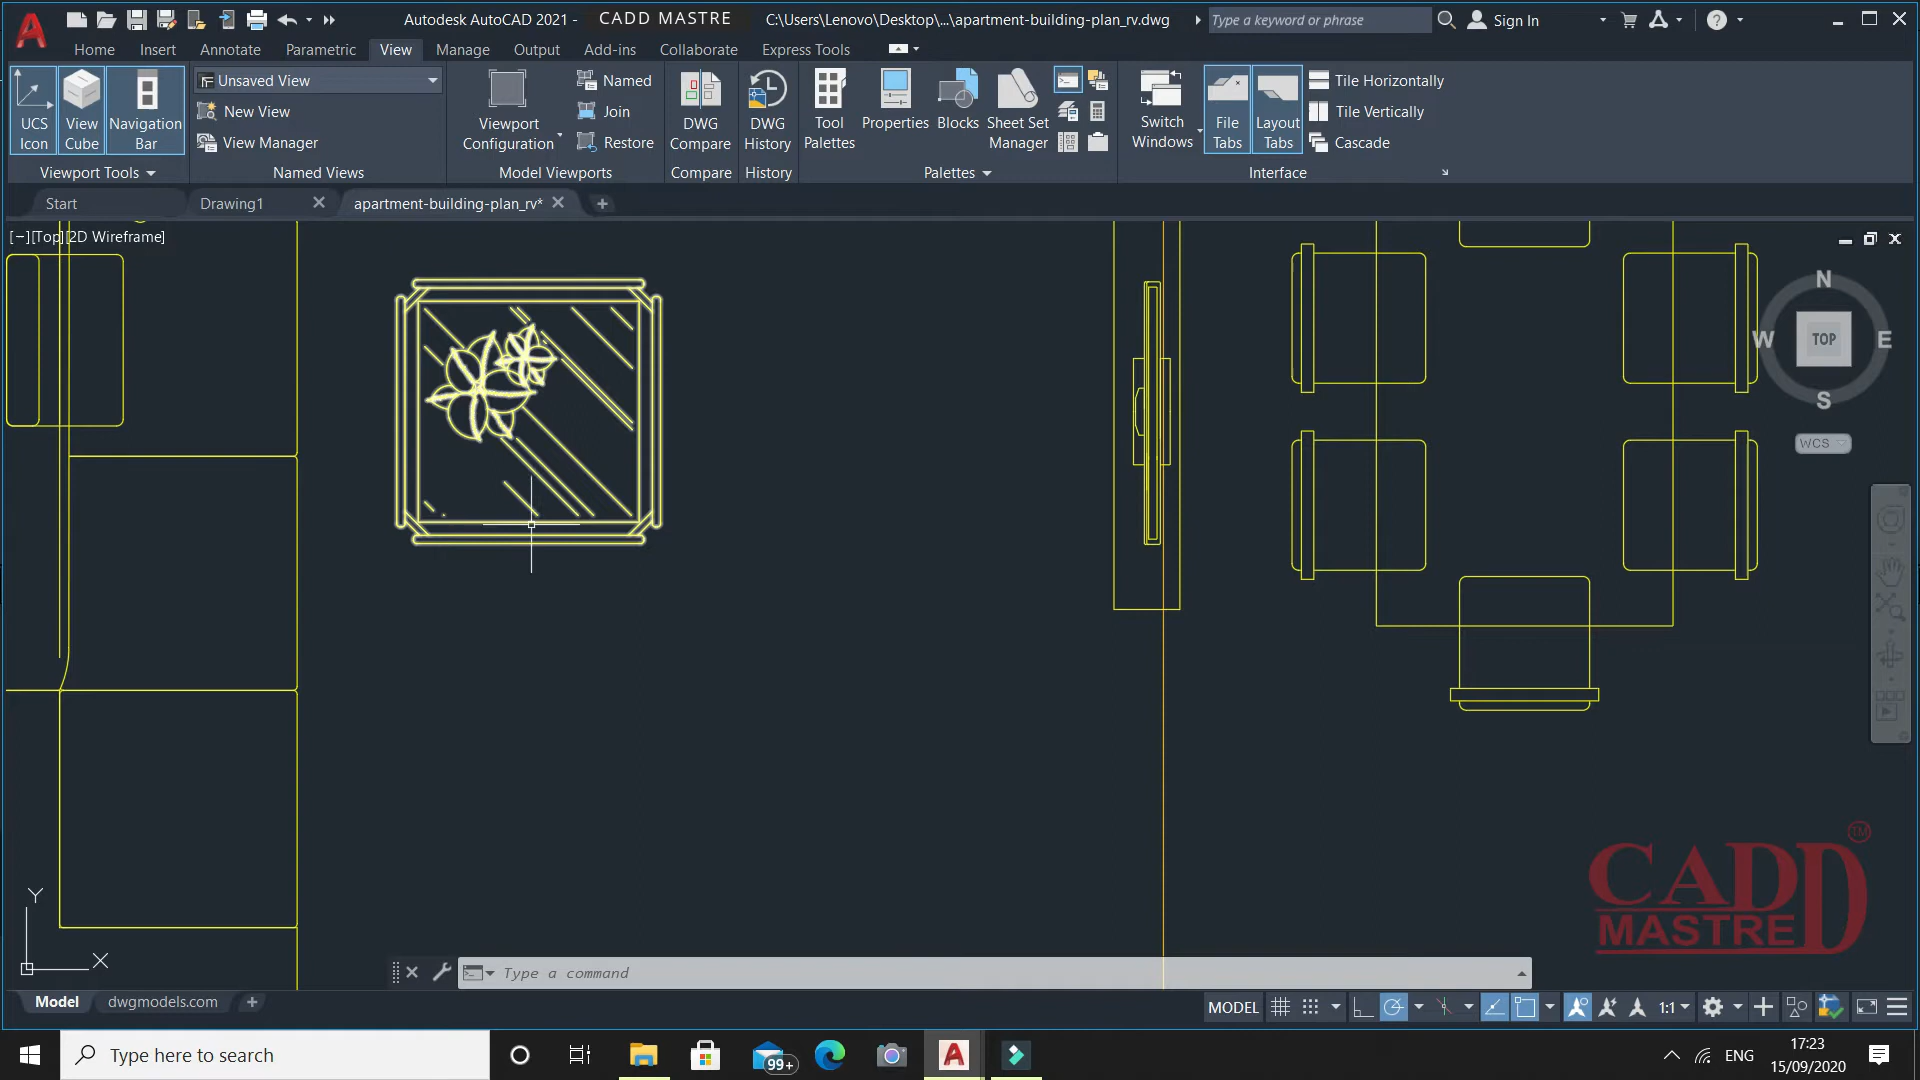 Autodesk AutoCAD 2021 - CADD MASTRE C:\Users\Lenovo\Desktop\...\apartment-building-plan_rv.dwg Type a keyword or phrase Sign In
Home Insert Annotate Parametric View Manage Output Add-ins Collaborate Express Tools
UCS Icon
View Cube
Navigation Bar
Unsaved View
New View
View Manager
Viewport Configuration
Named
Join
Restore
DWG Compare
DWG History
Tool Palettes
Properties
Blocks
Sheet Set Manager
Switch Windows
File Tabs
Layout Tabs
Tile Horizontally
Tile Vertically
Cascade
Viewport Tools Named Views Model Viewports Compare History Palettes Interface
Start Drawing1 apartment-building-plan_rv*
[−][Top][2D Wireframe]
N
W TOP E
S
WCS
CADD
TM
MASTRE
Y
X
Type a command
Model dwgmodels.com
MODEL 1:1
Type here to search
99+
ENG
17:23
15/09/2020